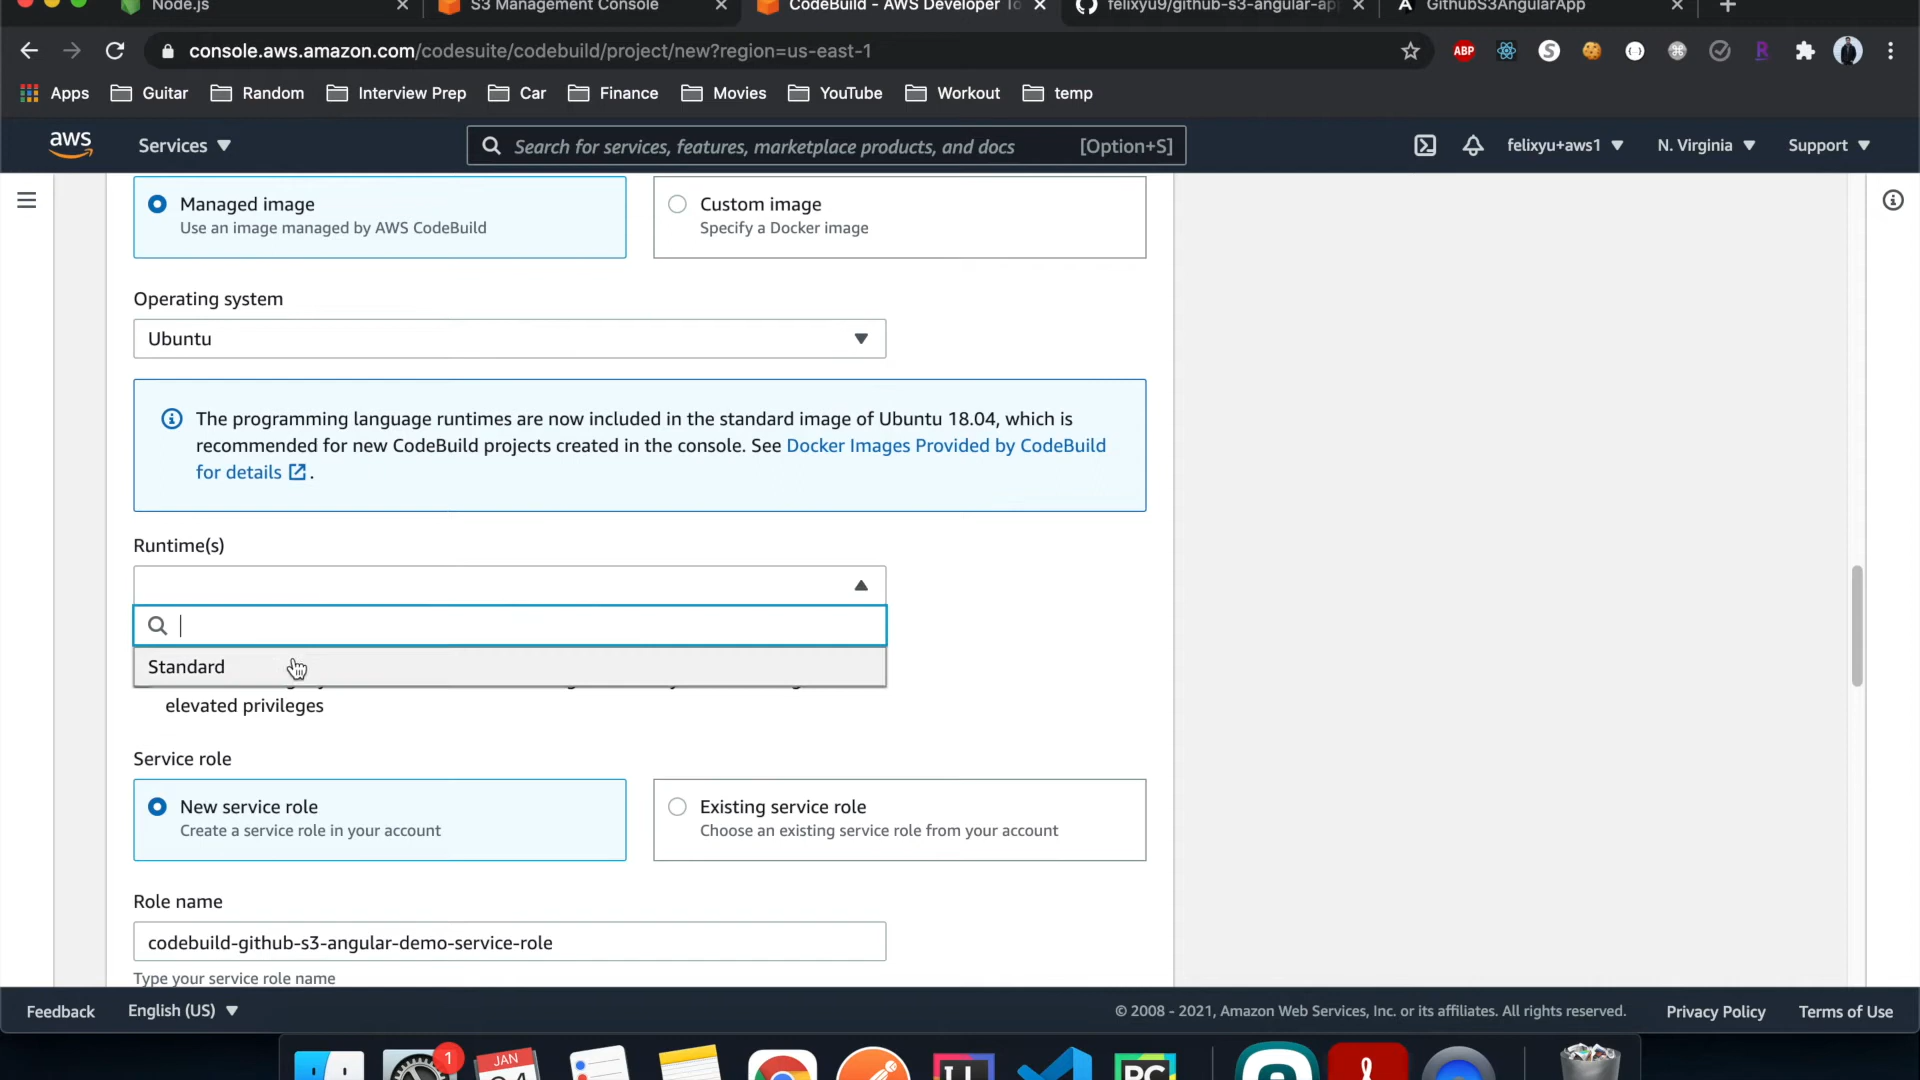 Node.js
S3 Management Console
CodeBuild - AWS Developer To
felixyu9/github-s3-angular-app
A GithubS3AngularApp
console.aws.amazon.com/codesuite/codebuild/project/new?region=us-east-1
ABP
S
R
Apps Guitar Random Interview Prep Car Finance Movies YouTube Workout temp
aws Services Search for services, features, marketplace products, and docs [Option+S] felixyu+aws1 N. Virginia Support
Managed image
Use an image managed by AWS CodeBuild
Custom image
Specify a Docker image
Operating system
Ubuntu
The programming language runtimes are now included in the standard image of Ubuntu 18.04, which is
recommended for new CodeBuild projects created in the console. See Docker Images Provided by CodeBuild
for details .
Runtime(s)
Standard
elevated privileges
Service role
New service role
Create a service role in your account
Existing service role
Choose an existing service role from your account
Role name
codebuild-github-s3-angular-demo-service-role
Type your service role name
Feedback English (US) © 2008 - 2021, Amazon Web Services, Inc. or its affiliates. All rights reserved. Privacy Policy Terms of Use
1
JAN
PC